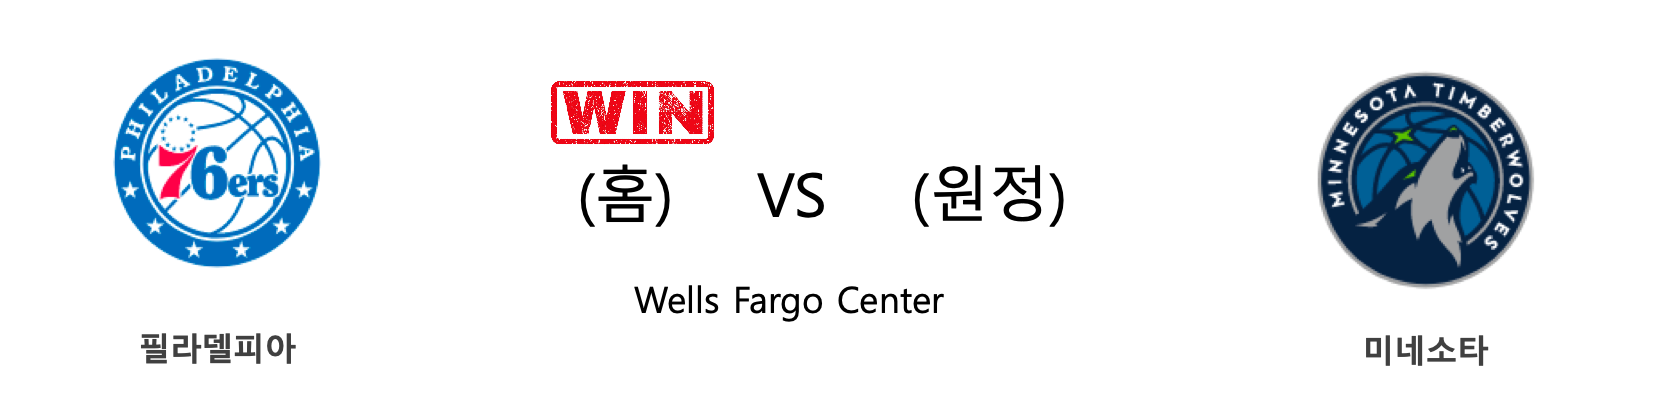 PHILADELPHIA
76ers
필라델피아
WIN
(홈) VS (원정)
Wells Fargo Center
MINNESOTA TIMBERWOLVES
미네소타